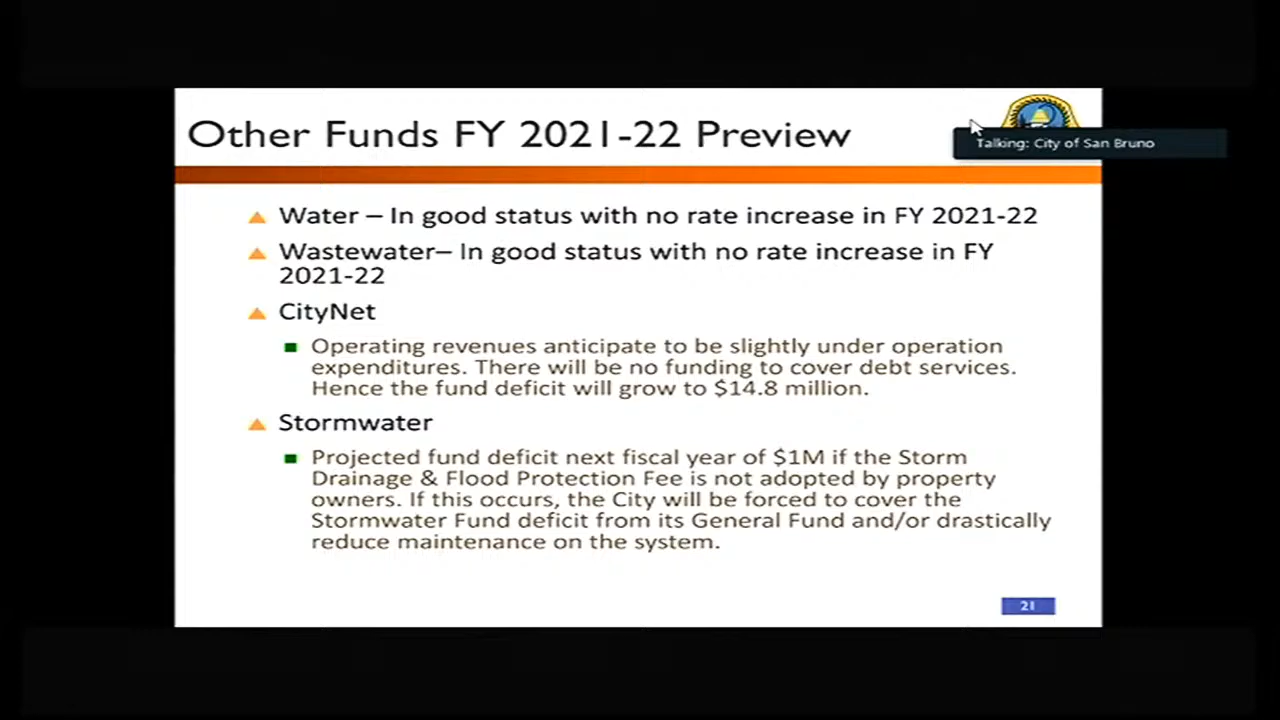 Other Funds FY 2021-22 Preview
Talking: City of San Bruno
Water – In good status with no rate increase in FY 2021-22
Wastewater– In good status with no rate increase in FY
2021-22
CityNet
Operating revenues anticipate to be slightly under operation
expenditures. There will be no funding to cover debt services.
Hence the fund deficit will grow to $14.8 million.
Stormwater
Projected fund deficit next fiscal year of $1M if the Storm
Drainage & Flood Protection Fee is not adopted by property
owners. If this occurs, the City will be forced to cover the
Stormwater Fund deficit from its General Fund and/or drastically
reduce maintenance on the system.
21